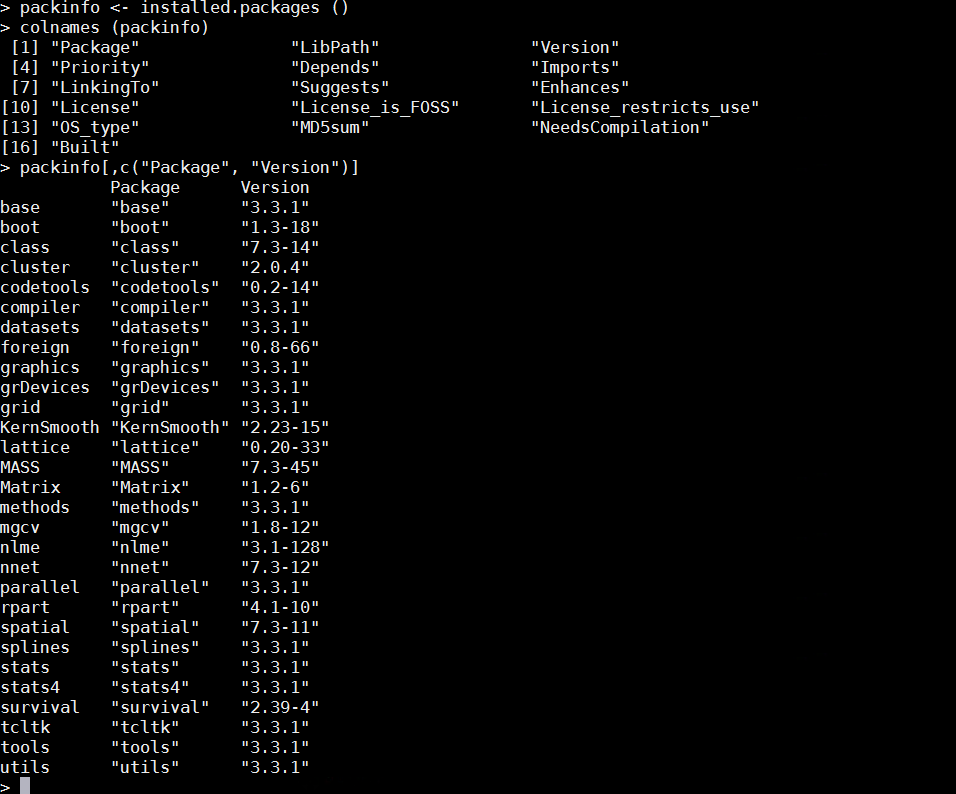 > packinfo <- installed.packages ()
> colnames (packinfo)
 [1] "Package"               "LibPath"               "Version"
 [4] "Priority"              "Depends"               "Imports"
 [7] "LinkingTo"             "Suggests"              "Enhances"
[10] "License"               "License_is_FOSS"       "License_restricts_use"
[13] "OS_type"               "MD5sum"                "NeedsCompilation"
[16] "Built"
> packinfo[,c("Package", "Version")]
           Package      Version
base       "base"       "3.3.1"
boot       "boot"       "1.3-18"
class      "class"      "7.3-14"
cluster    "cluster"    "2.0.4"
codetools  "codetools"  "0.2-14"
compiler   "compiler"   "3.3.1"
datasets   "datasets"   "3.3.1"
foreign    "foreign"    "0.8-66"
graphics   "graphics"   "3.3.1"
grDevices  "grDevices"  "3.3.1"
grid       "grid"       "3.3.1"
KernSmooth "KernSmooth" "2.23-15"
lattice    "lattice"    "0.20-33"
MASS       "MASS"       "7.3-45"
Matrix     "Matrix"     "1.2-6"
methods    "methods"    "3.3.1"
mgcv       "mgcv"       "1.8-12"
nlme       "nlme"       "3.1-128"
nnet       "nnet"       "7.3-12"
parallel   "parallel"   "3.3.1"
rpart      "rpart"      "4.1-10"
spatial    "spatial"    "7.3-11"
splines    "splines"    "3.3.1"
stats      "stats"      "3.3.1"
stats4     "stats4"     "3.3.1"
survival   "survival"   "2.39-4"
tcltk      "tcltk"      "3.3.1"
tools      "tools"      "3.3.1"
utils      "utils"      "3.3.1"
>